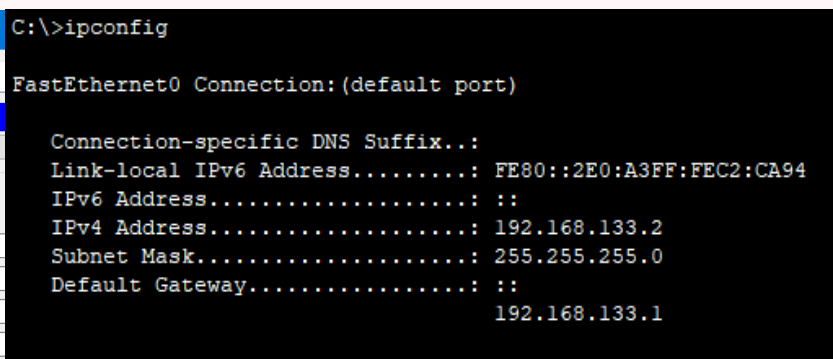 C:\>ipconfig
FastEthernet0 Connection:(default port)
Connection-specific DNS Suffix..:
Link-local IPv6 Address.........: FE80::2E0:A3FF:FEC2:CA94
IPv6 Address....................: ::
IPv4 Address....................: 192.168.133.2
Subnet Mask.....................: 255.255.255.0
Default Gateway.................: ::
192.168.133.1